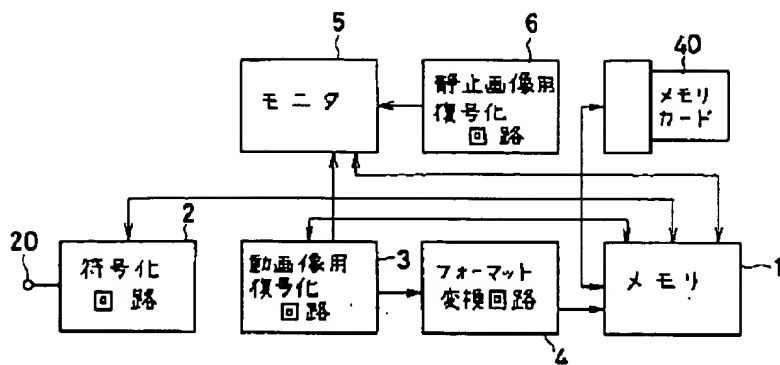 5
6
40
モニタ
静止画像用
復号化
回路
メモリ
カード
20
2
符号化
回路
動画像用
復号化
回路
3
フォーマット
変換回路
4
メモリ
1